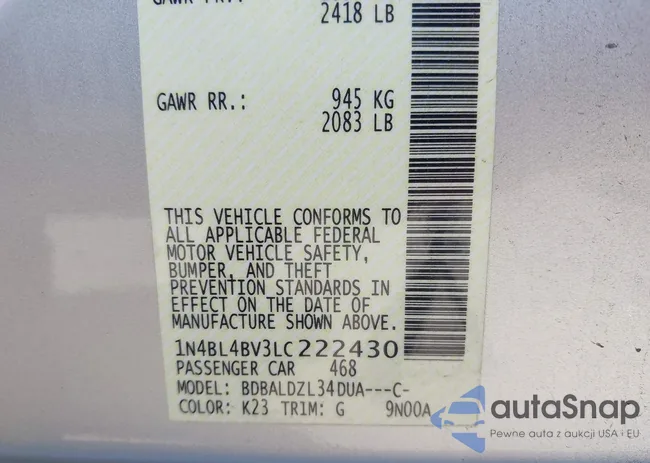 2418 LB
GAWR RR.: 945 KG
2083 LB
THIS VEHICLE CONFORMS TO
ALL APPLICABLE FEDERAL
MOTOR VEHICLE SAFETY,
BUMPER, AND THEFT
PREVENTION STANDARDS IN
EFFECT ON THE DATE OF
MANUFACTURE SHOWN ABOVE.
1N4BL4BV3LC222430
PASSENGER CAR 468
MODEL: BDBALDZL34DUA---C-
COLOR: K23 TRIM: G 9N00A
autaSnap
Pewne auta z aukcji USA i EU